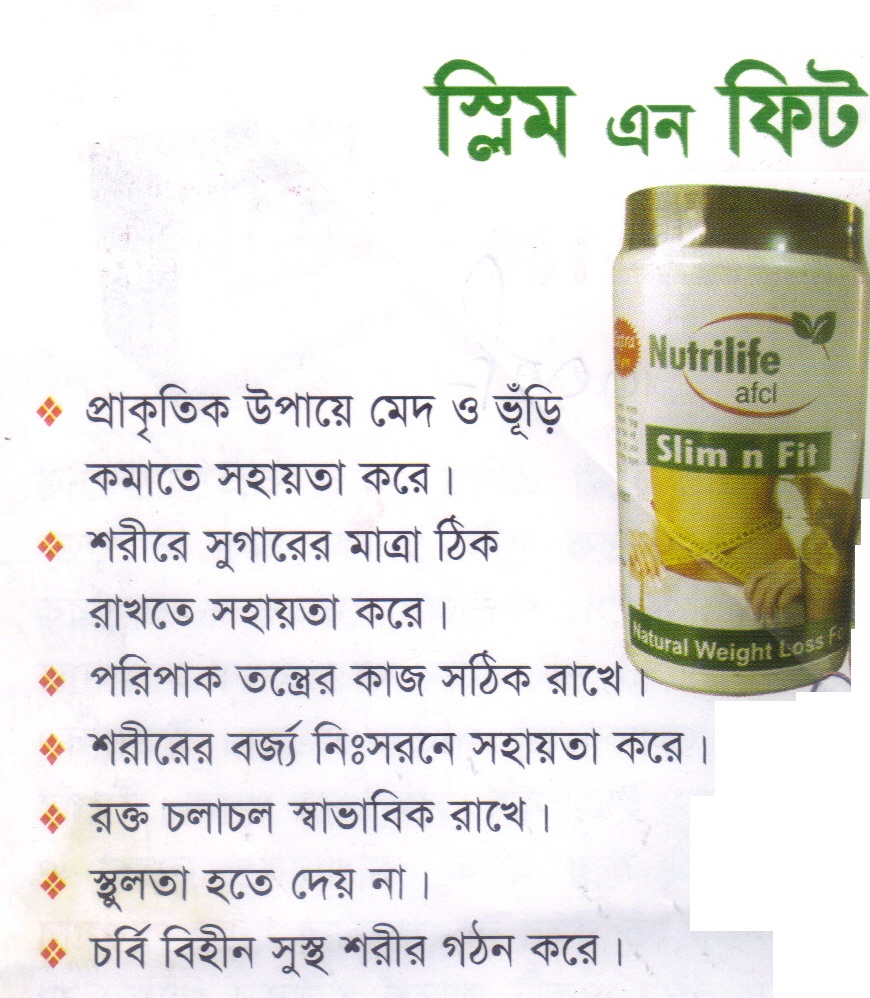 স্লিম এন ফিট
Nutrilife
afcl
Slim n Fit
Natural Weight Loss
প্রাকৃতিক উপায়ে মেদ ও ভূঁড়ি
কমাতে সহায়তা করে।
শরীরে সুগারের মাত্রা ঠিক
রাখতে সহায়তা করে।
পরিপাক তন্ত্রের কাজ সঠিক রাখে।
শরীরের বর্জ্য নিঃসরনে সহায়তা করে।
রক্ত চলাচল স্বাভাবিক রাখে।
স্থুলতা হতে দেয় না।
চর্বি বিহীন সুস্থ শরীর গঠন করে।